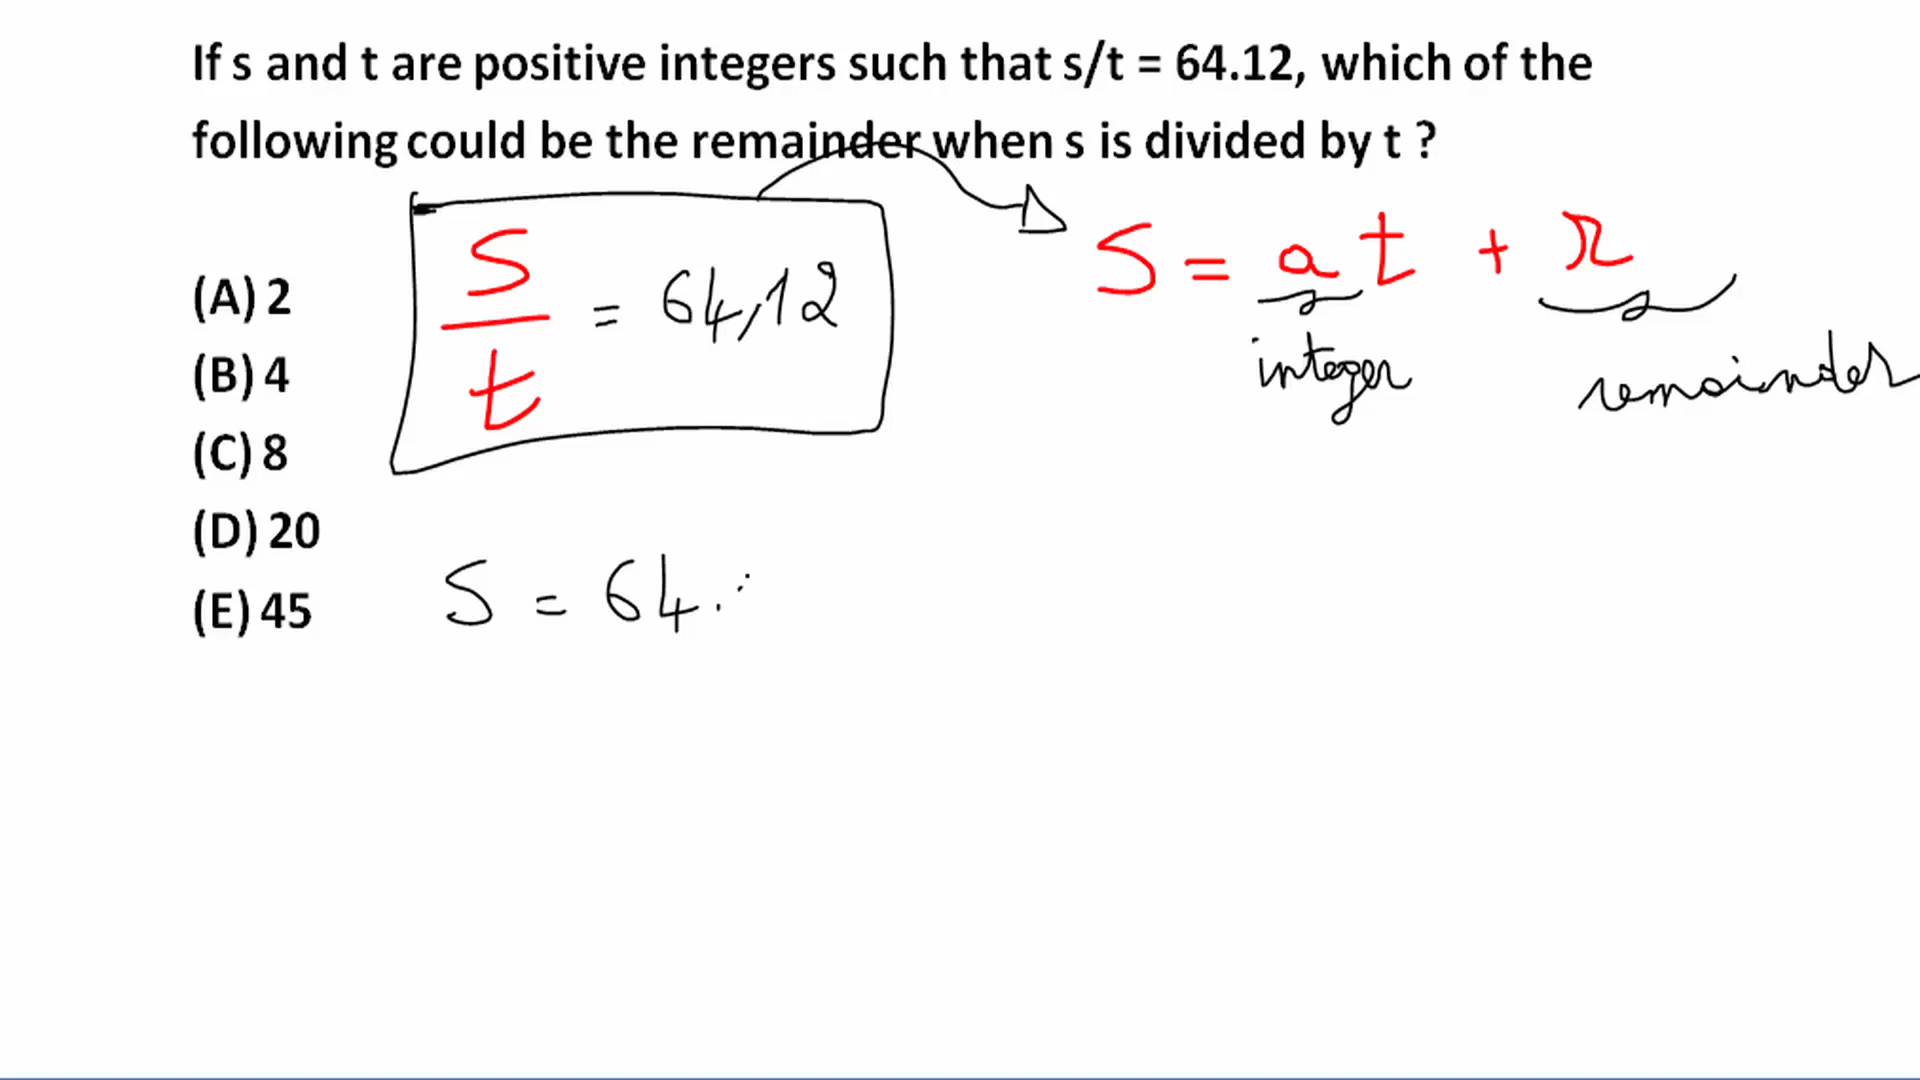 If s and t are positive integers such that s/t = 64.12, which of the
following could be the remainder when s is divided by t ?
(A) 2
(B) 4
(C) 8
(D) 20
(E) 45
s/t = 64,12
S = at + r
integer
remainder
S = 64.